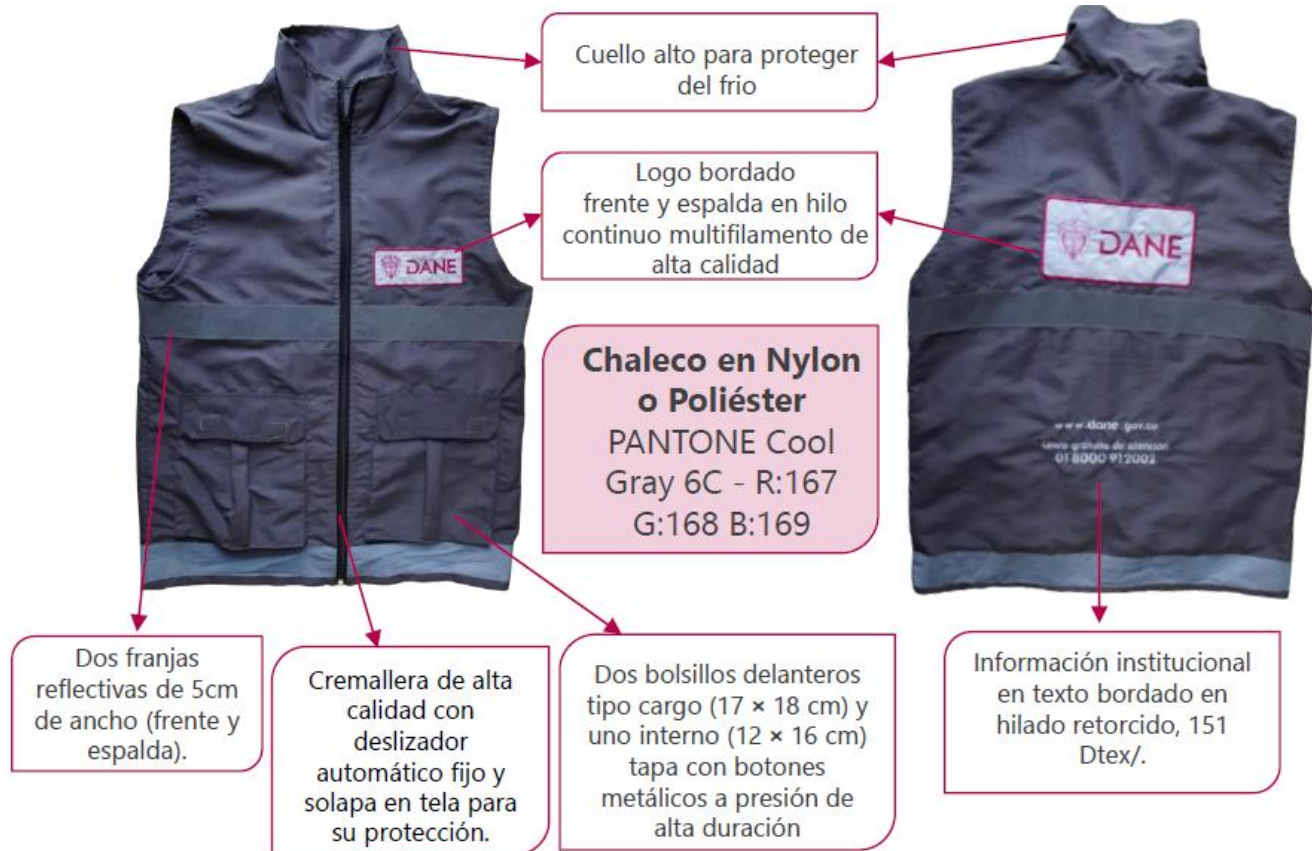 Cuello alto para proteger
del frio
Logo bordado
frente y espalda en hilo
continuo multifilamento de
alta calidad
DANE
DANE
Chaleco en Nylon
o Poliéster
PANTONE Cool
Gray 6C - R:167
G:168 B:169
www.dane.gov.co
Línea gratuita de atención
01 8000 912002
Dos franjas
reflectivas de 5cm
de ancho (frente y
espalda).
Cremallera de alta
calidad con
deslizador
automático fijo y
solapa en tela para
su protección.
Dos bolsillos delanteros
tipo cargo (17 × 18 cm) y
uno interno (12 × 16 cm)
tapa con botones
metálicos a presión de
alta duración
Información institucional
en texto bordado en
hilado retorcido, 151
Dtex/.